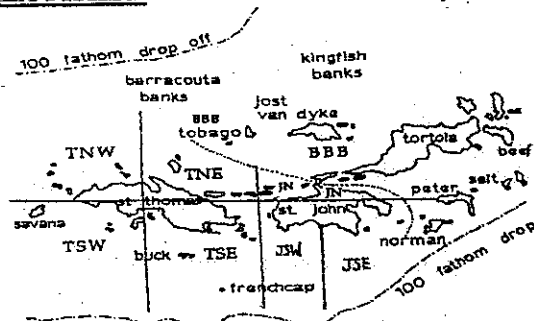 100 fathom drop off
kingfish
banks
barracouta
banks
jost
van dyke
BBB
tobago
BBB
tortola
beef
TNW
TNE
JN
JN
st thomas
st. john
peter
salt
savana
norman
TSW
buck
TSE
JSW
JSE
frenchcap
100 fathom drop